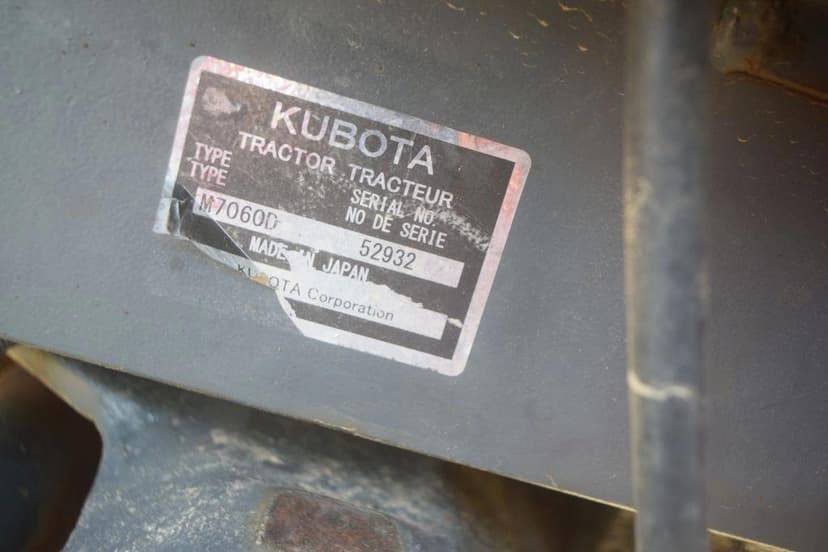 KUBOTA
TRACTOR TRACTEUR
TYPE SERIAL NO.
TYPE NO DE SERIE
M7060D 52932
MADE IN JAPAN
KUBOTA Corporation